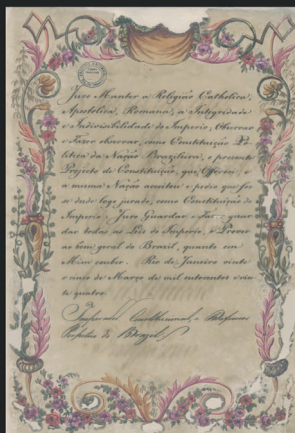 Juro Manter a Religião Catholica,
Apostolica, Romana; a Integridade
e Indivisibilidade do Imperio; Observar
e Fazer observar, como Constituição Po-
litica da Nação Brazileira, o presente
Projecto de Constituição, que Offereci, e
a mesma Nação aceitou e pedio que fos-
se desde logo jurado, como Constituição do
Imperio: Juro Guardar e Fazer guar-
dar todas as Leis do Imperio, e Prover
ao bem geral do Brazil, quanto em
Mim couber. Rio de Janeiro vinte
e cinco de Março de mil oitocentos e vin-
te quatro.
Imperador Constitucional, e Defensor
Perpetuo do Brazil